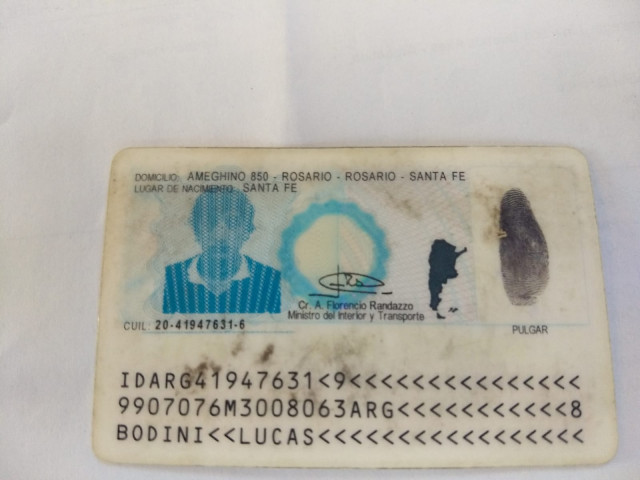 DOMICILIO: AMEGHINO 850 - ROSARIO - ROSARIO - SANTA FE
LUGAR DE NACIMIENTO: SANTA FE
Cr. A. Florencio Randazzo
Ministro del Interior y Transporte
CUIL: 20-41947631-6
PULGAR
IDARG41947631<9<<<<<<<<<<<<<<<
9907076M3008063ARG<<<<<<<<<<<8
BODINI<<LUCAS<<<<<<<<<<<<<<<<<